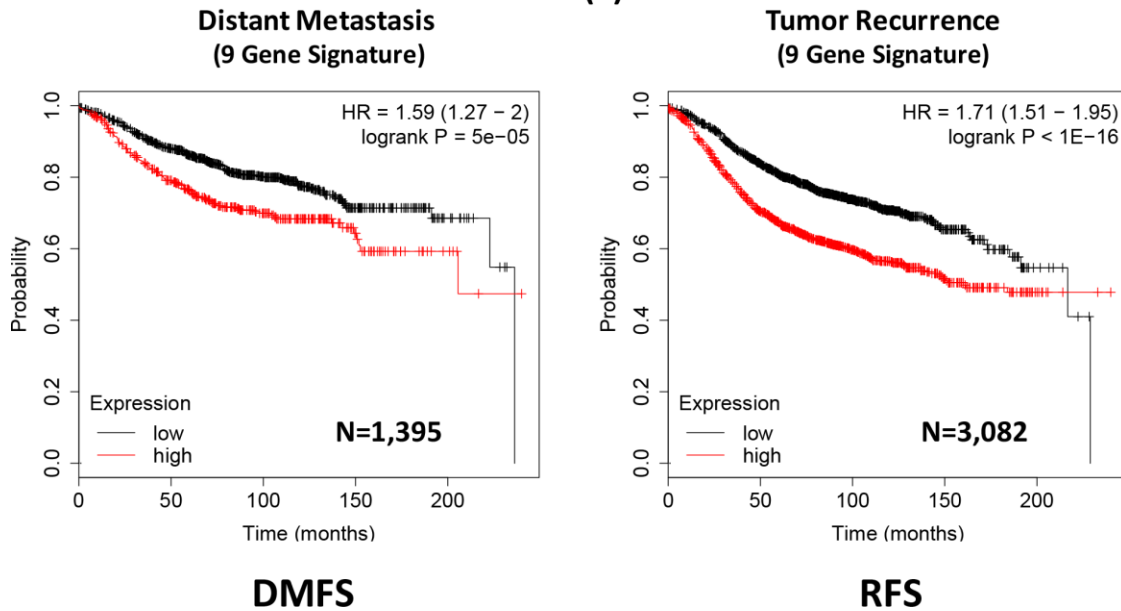 Distant Metastasis
(9 Gene Signature)
HR = 1.59 (1.27 − 2)
logrank P = 5e−05
Probability
1.0
0.8
0.6
0.4
0.2
0.0
Expression
low
high
N=1,395
0
50
100
150
200
Time (months)
DMFS
Tumor Recurrence
(9 Gene Signature)
HR = 1.71 (1.51 − 1.95)
logrank P < 1E−16
Probability
1.0
0.8
0.6
0.4
0.2
0.0
Expression
low
high
N=3,082
0
50
100
150
200
Time (months)
RFS